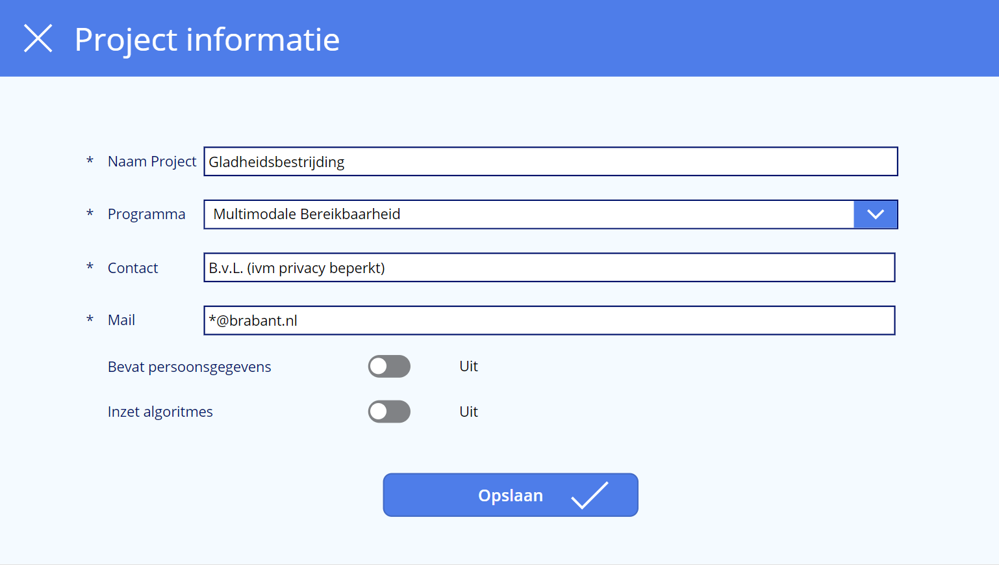 Project informatie
* Naam Project Gladheidsbestrijding
* Programma Multimodale Bereikbaarheid
* Contact B.v.L. (ivm privacy beperkt)
* Mail *@brabant.nl
Bevat persoonsgegevens Uit
Inzet algoritmes Uit
Opslaan